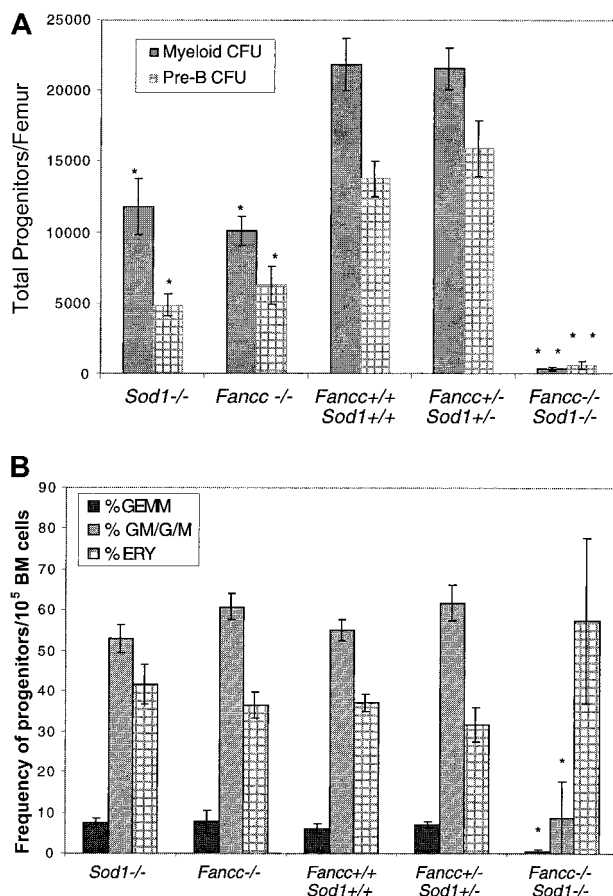 A
Total Progenitors/Femur
25000
20000
15000
10000
5000
0
Myeloid CFU
Pre-B CFU
*
*
*
*
* *
* *
Sod1-/-
Fancc -/-
Fancc+/+
Sod1+/+
Fancc+/-
Sod1+/-
Fancc-/-
Sod1-/-
B
Frequency of progenitors/10⁵ BM cells
90
80
70
60
50
40
30
20
10
0
%GEMM
% GM/G/M
% ERY
*
*
Sod1-/-
Fancc-/-
Fancc+/+
Sod1+/+
Fancc+/-
Sod1+/-
Fancc-/-
Sod1-/-